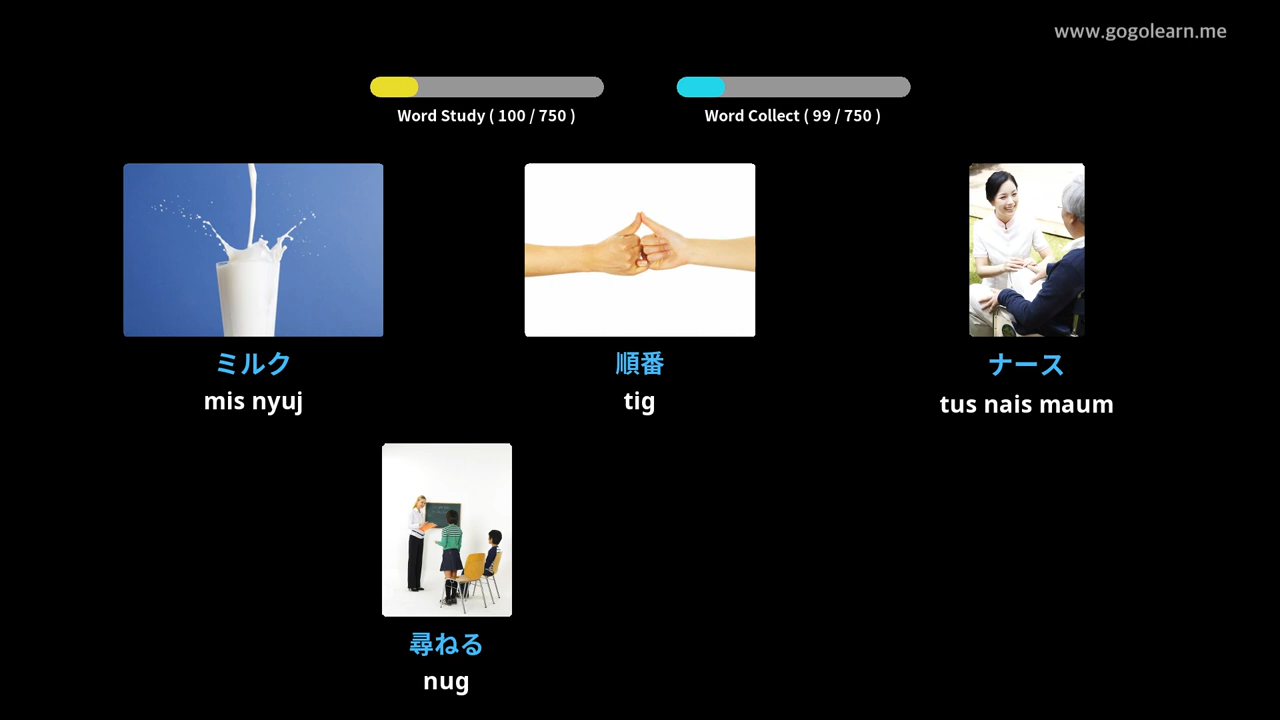 www.gogolearn.me
Word Study ( 100 / 750 )
Word Collect ( 99 / 750 )
ミルク
mis nyuj
順番
tig
ナース
tus nais maum
尋ねる
nug